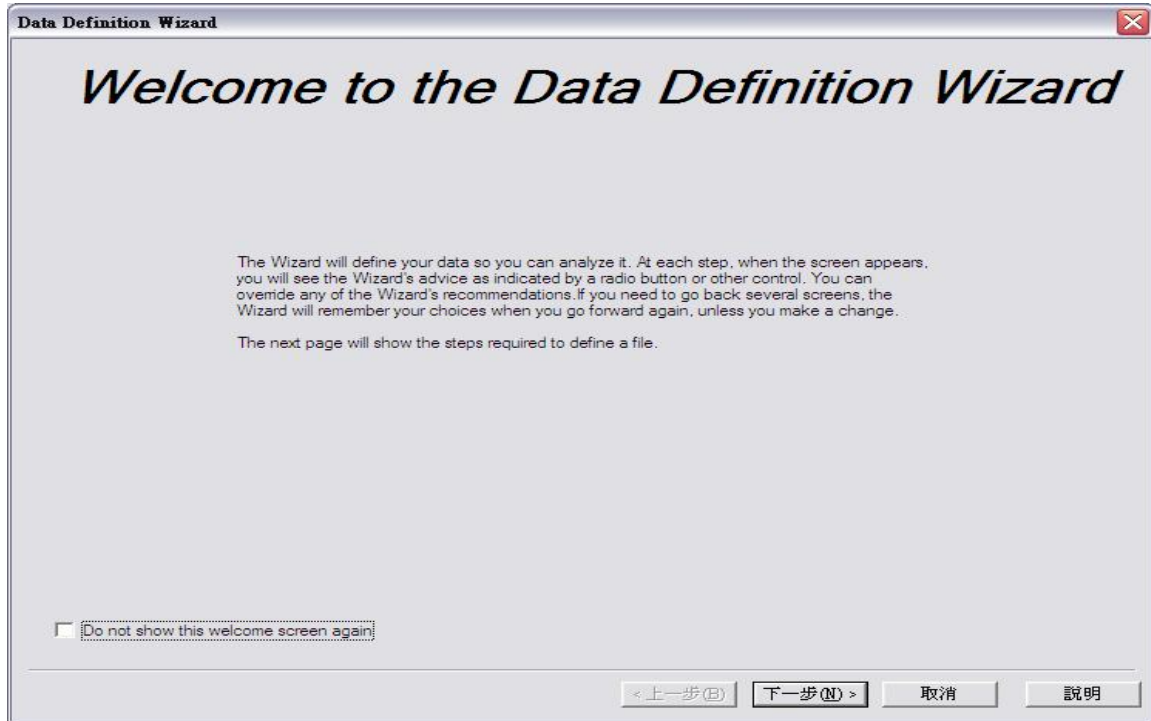 Data Definition Wizard
Welcome to the Data Definition Wizard
The Wizard will define your data so you can analyze it. At each step, when the screen appears,
you will see the Wizard's advice as indicated by a radio button or other control. You can
override any of the Wizard's recommendations.If you need to go back several screens, the
Wizard will remember your choices when you go forward again, unless you make a change.
The next page will show the steps required to define a file.
Do not show this welcome screen again
< 上一步(B) 下一步(N) > 取消 說明